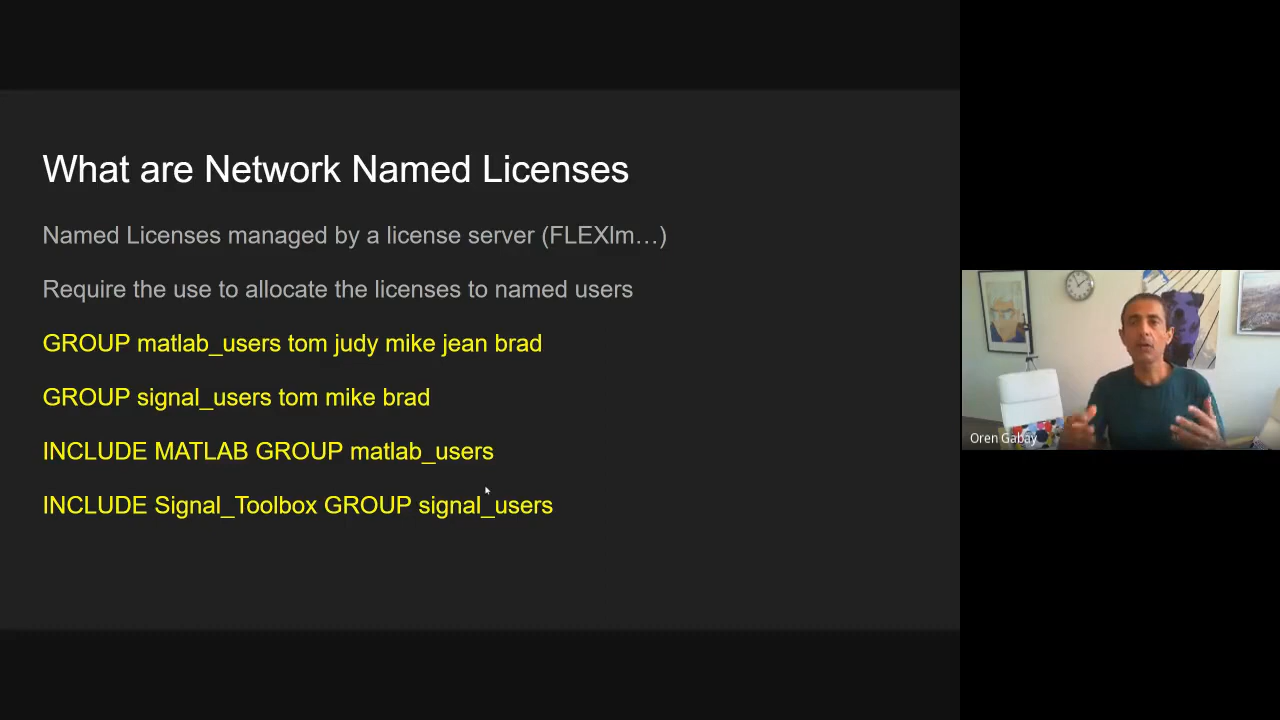 What are Network Named Licenses
Named Licenses managed by a license server (FLEXlm…)
Require the use to allocate the licenses to named users
GROUP matlab_users tom judy mike jean brad
GROUP signal_users tom mike brad
INCLUDE MATLAB GROUP matlab_users
INCLUDE Signal_Toolbox GROUP signal_users
Oren Gabay